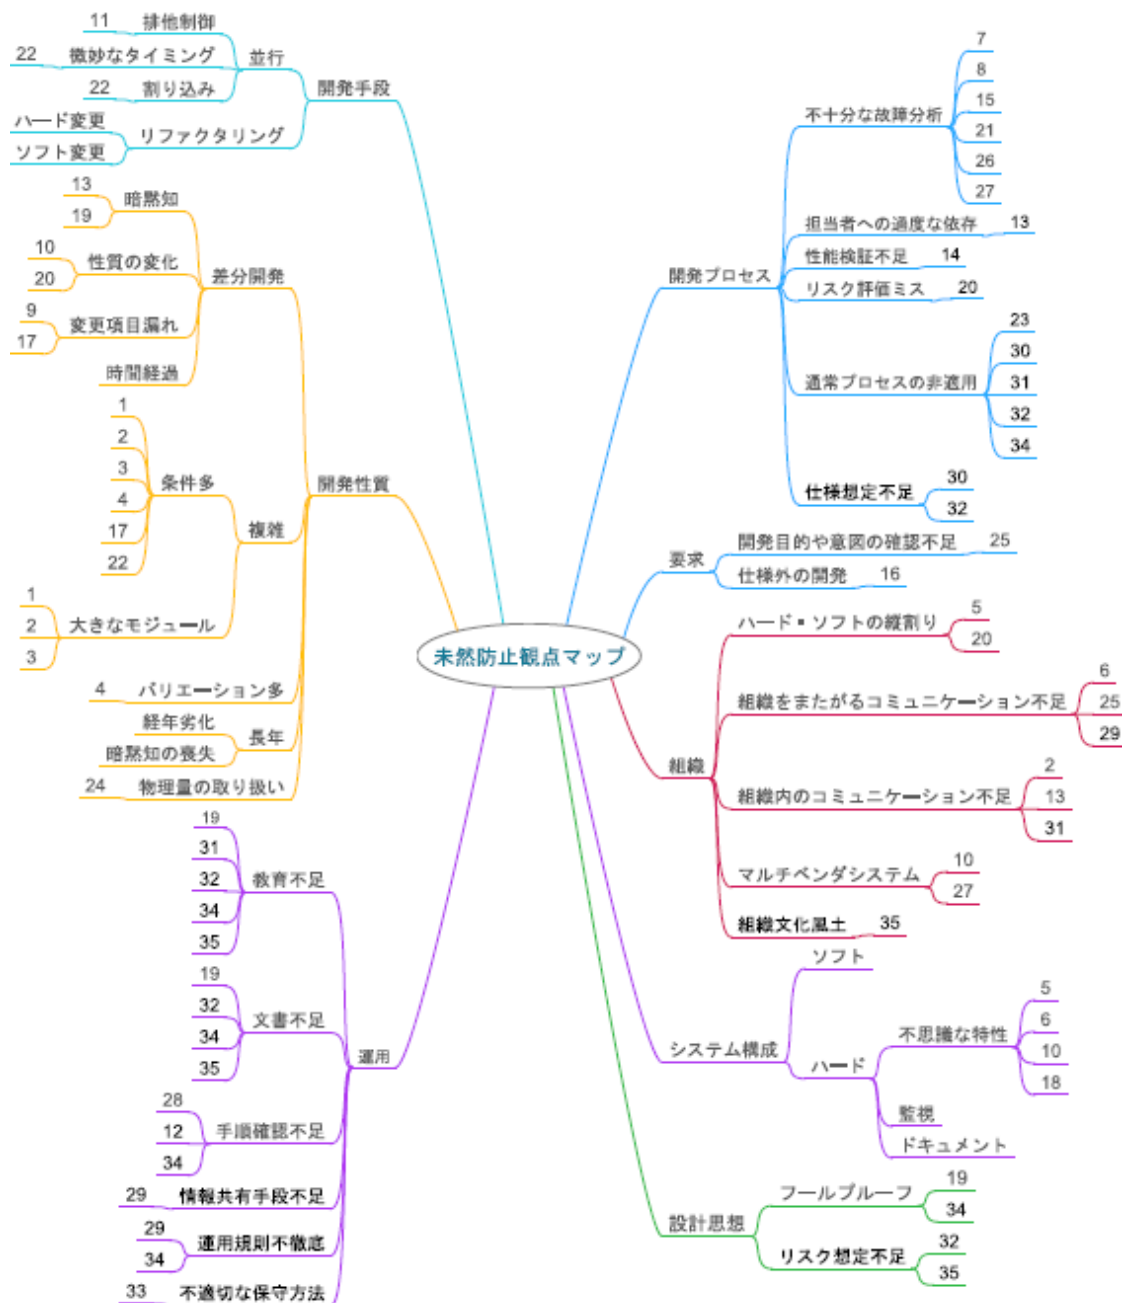 未然防止観点マップ
開発手段
並行
排他制御
11
微妙なタイミング
22
割り込み
22
リファクタリング
ハード変更
ソフト変更
開発性質
差分開発
暗黙知
13
19
性質の変化
10
20
変更項目漏れ
9
17
時間経過
複雑
条件多
1
2
3
4
17
22
大きなモジュール
1
2
3
バリエーション多
4
長年
経年劣化
暗黙知の喪失
物理量の取り扱い
24
運用
教育不足
19
31
32
34
35
文書不足
19
32
34
35
手順確認不足
28
12
34
情報共有手段不足
29
運用規則不徹底
29
34
不適切な保守方法
33
開発プロセス
不十分な故障分析
7
8
15
21
26
27
担当者への過度な依存
13
性能検証不足
14
リスク評価ミス
20
通常プロセスの非適用
23
30
31
32
34
仕様想定不足
30
32
要求
開発目的や意図の確認不足
25
仕様外の開発
16
組織
ハード・ソフトの縦割り
5
20
組織をまたがるコミュニケーション不足
6
25
29
組織内のコミュニケーション不足
2
13
31
マルチベンダシステム
10
27
組織文化風土
35
システム構成
ソフト
ハード
不思議な特性
5
6
10
18
監視
ドキュメント
設計思想
フールプルーフ
19
34
リスク想定不足
32
35